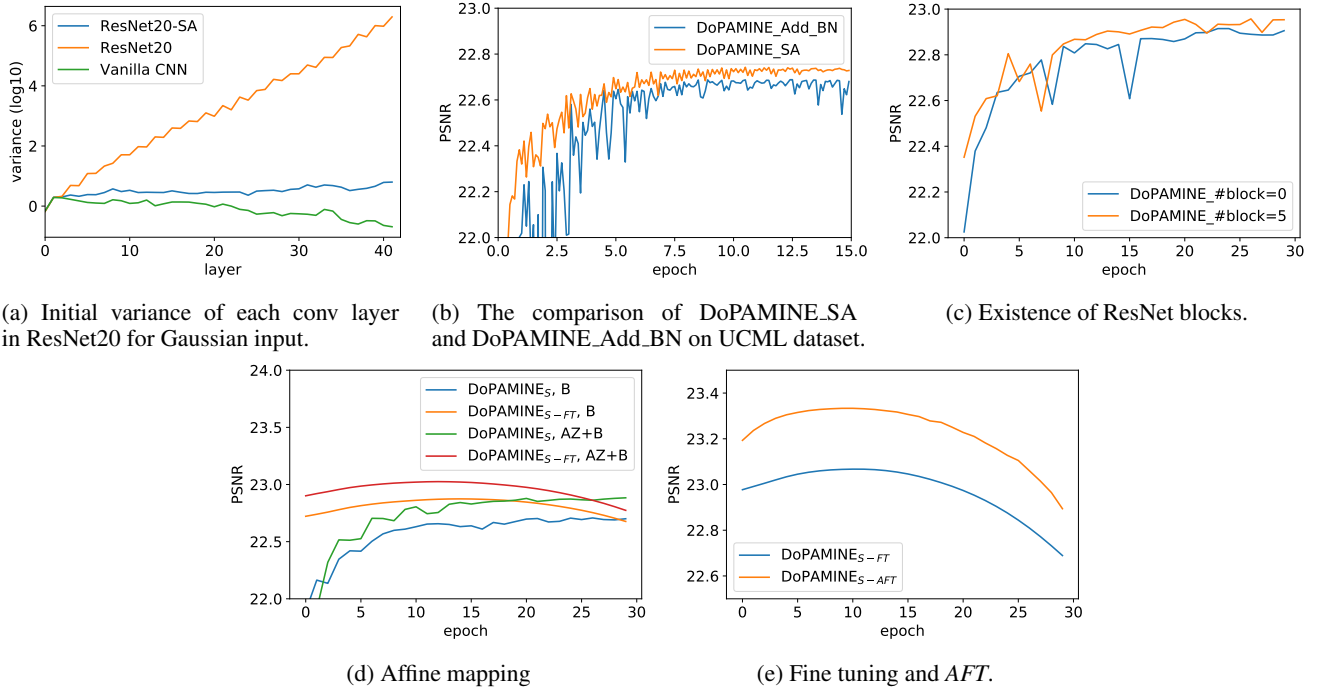 variance (log10)
6
4
2
0
0 10 20 30 40
layer
ResNet20-SA
ResNet20
Vanilla CNN
(a) Initial variance of each conv layer
in ResNet20 for Gaussian input.
PSNR
23.0
22.8
22.6
22.4
22.2
22.0
0.0 2.5 5.0 7.5 10.0 12.5 15.0
epoch
DoPAMINE_Add_BN
DoPAMINE_SA
(b) The comparison of DoPAMINE_SA
and DoPAMINE_Add_BN on UCML dataset.
PSNR
23.0
22.8
22.6
22.4
22.2
22.0
0 5 10 15 20 25 30
epoch
DoPAMINE_#block=0
DoPAMINE_#block=5
(c) Existence of ResNet blocks.
PSNR
24.0
23.5
23.0
22.5
22.0
0 5 10 15 20 25 30
epoch
DoPAMINE_S, B
DoPAMINE_S−FT, B
DoPAMINE_S, AZ+B
DoPAMINE_S−FT, AZ+B
(d) Affine mapping
PSNR
23.4
23.2
23.0
22.8
22.6
0 5 10 15 20 25 30
epoch
DoPAMINE_S−FT
DoPAMINE_S−AFT
(e) Fine tuning and AFT.